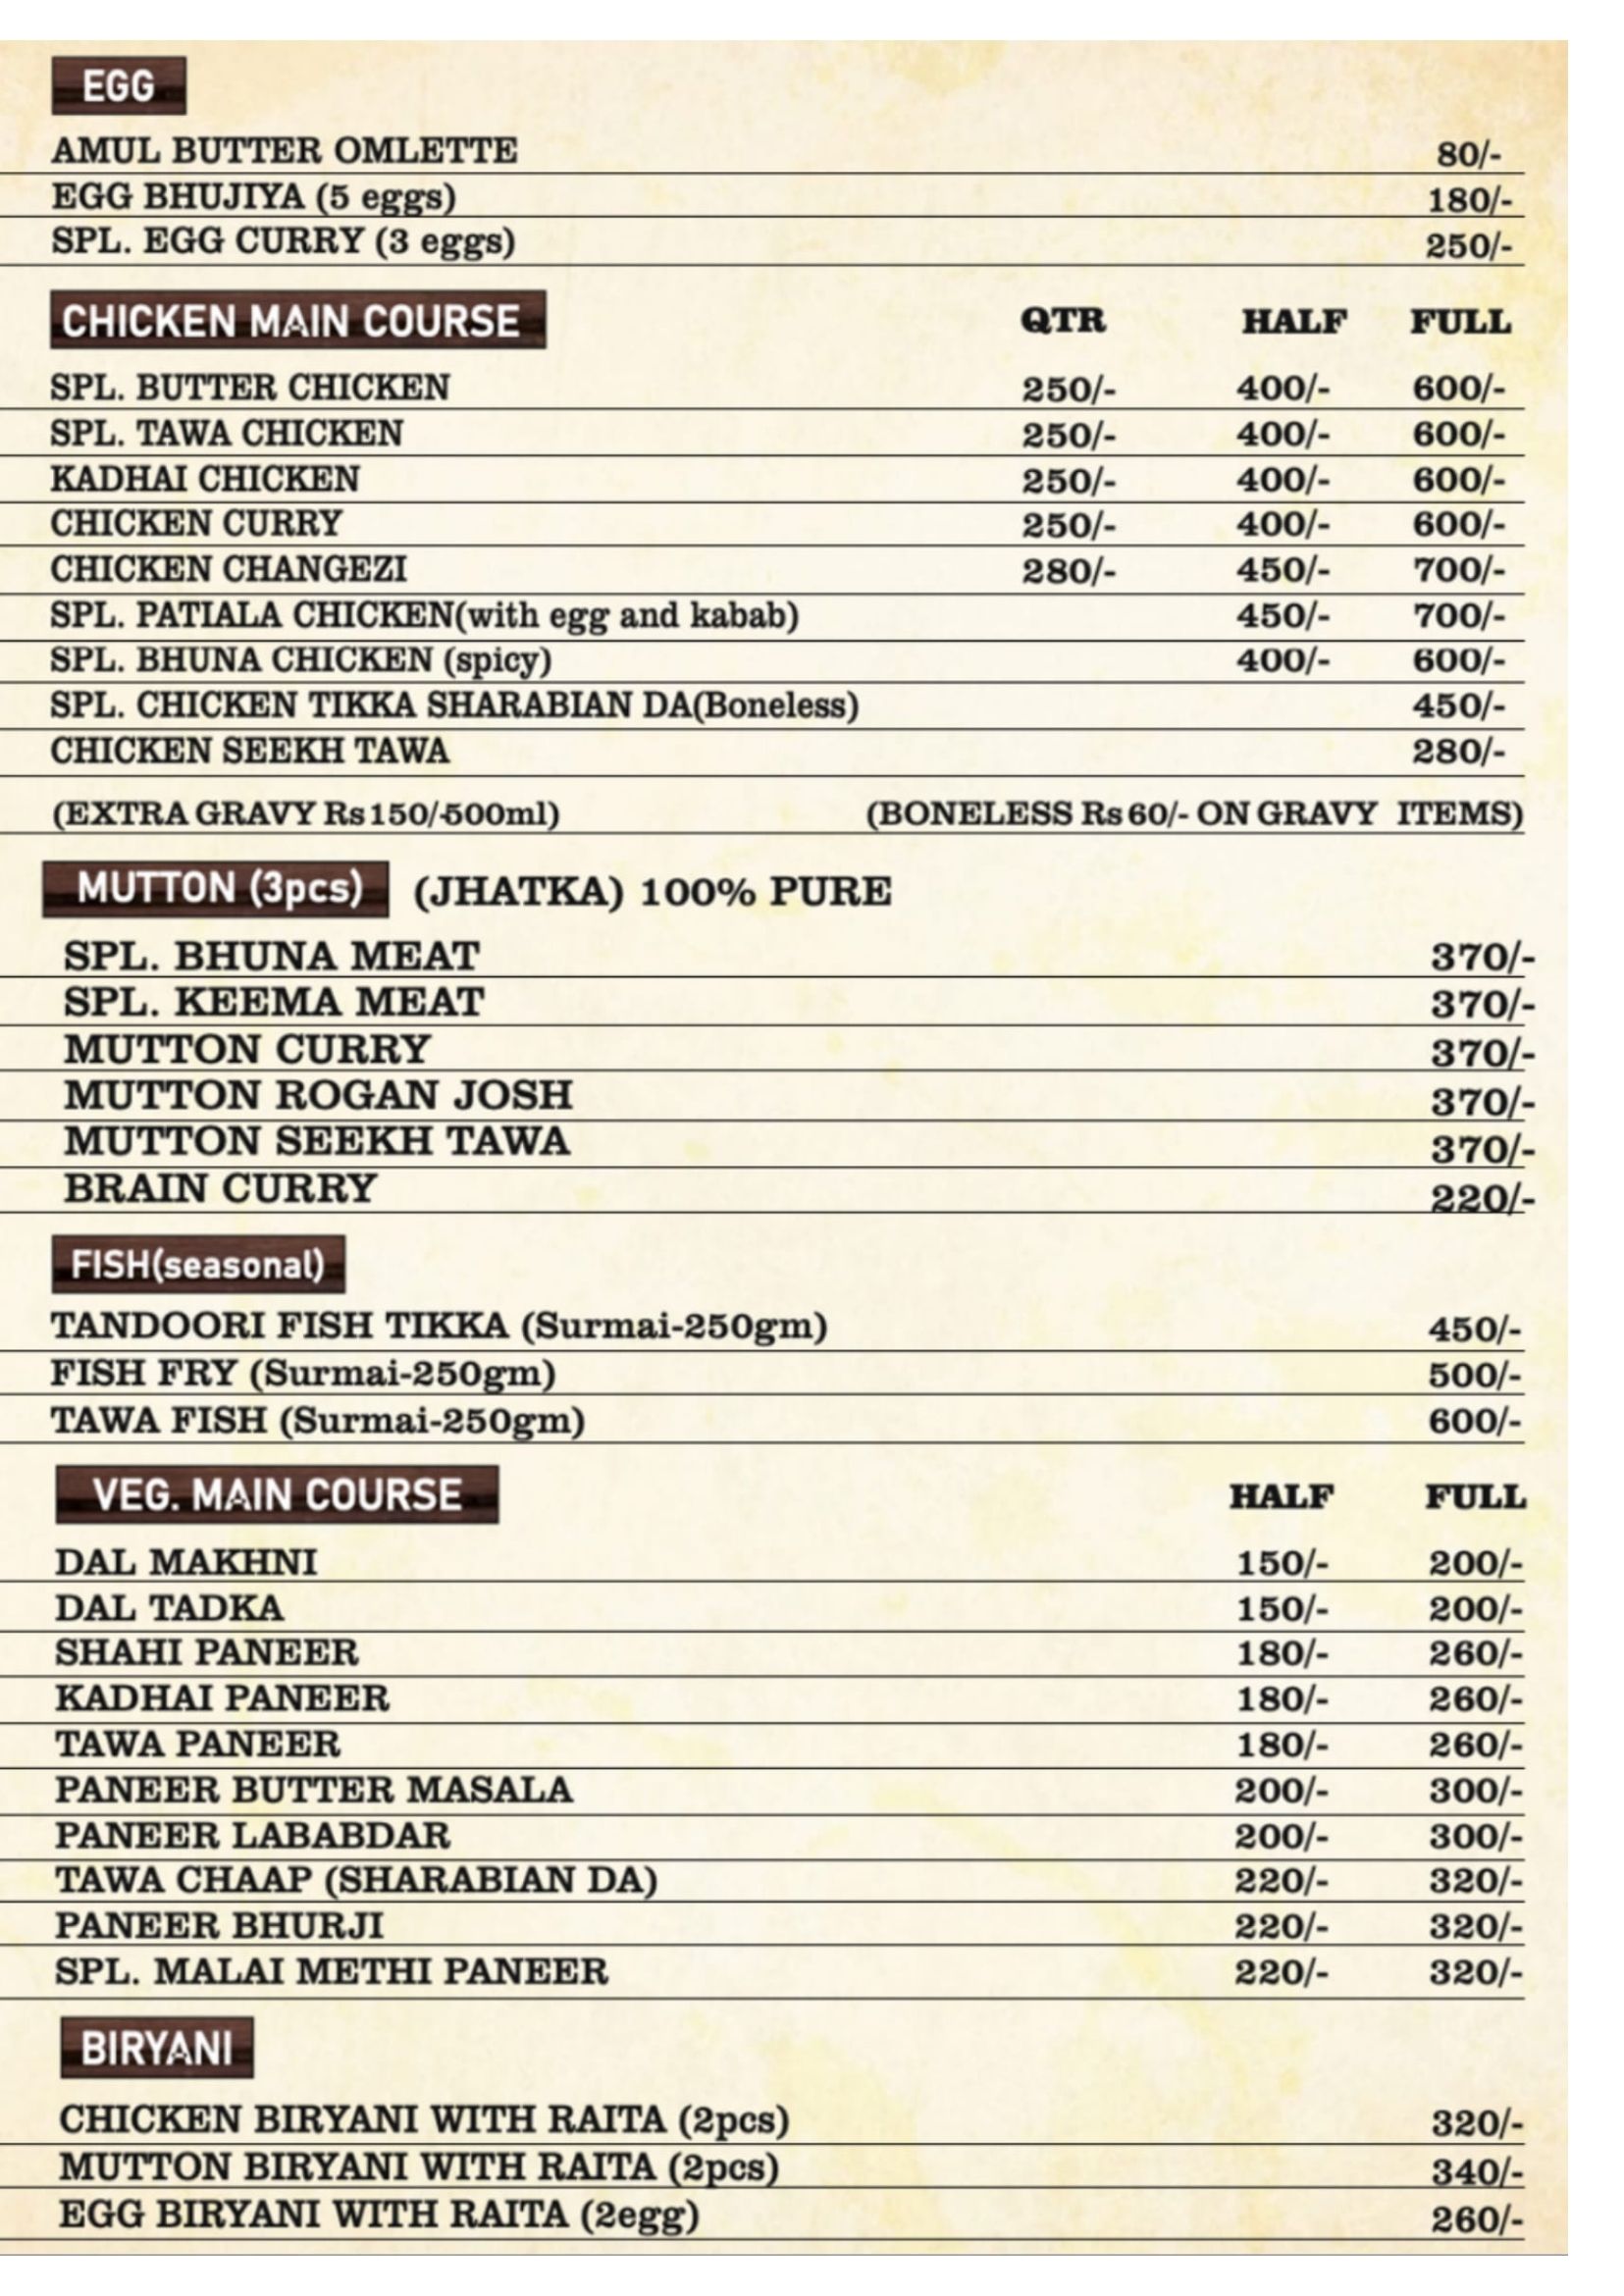 EGG
AMUL BUTTER OMLETTE 80/-
EGG BHUJIYA (5 eggs) 180/-
SPL. EGG CURRY (3 eggs) 250/-
CHICKEN MAIN COURSE QTR HALF FULL
SPL. BUTTER CHICKEN 250/- 400/- 600/-
SPL. TAWA CHICKEN 250/- 400/- 600/-
KADHAI CHICKEN 250/- 400/- 600/-
CHICKEN CURRY 250/- 400/- 600/-
CHICKEN CHANGEZI 280/- 450/- 700/-
SPL. PATIALA CHICKEN(with egg and kabab) 450/- 700/-
SPL. BHUNA CHICKEN (spicy) 400/- 600/-
SPL. CHICKEN TIKKA SHARABIAN DA(Boneless) 450/-
CHICKEN SEEKH TAWA 280/-
(EXTRA GRAVY Rs 150/-500ml) (BONELESS Rs 60/- ON GRAVY ITEMS)
MUTTON (3pcs) (JHATKA) 100% PURE
SPL. BHUNA MEAT 370/-
SPL. KEEMA MEAT 370/-
MUTTON CURRY 370/-
MUTTON ROGAN JOSH 370/-
MUTTON SEEKH TAWA 370/-
BRAIN CURRY 220/-
FISH(seasonal)
TANDOORI FISH TIKKA (Surmai-250gm) 450/-
FISH FRY (Surmai-250gm) 500/-
TAWA FISH (Surmai-250gm) 600/-
VEG. MAIN COURSE HALF FULL
DAL MAKHNI 150/- 200/-
DAL TADKA 150/- 200/-
SHAHI PANEER 180/- 260/-
KADHAI PANEER 180/- 260/-
TAWA PANEER 180/- 260/-
PANEER BUTTER MASALA 200/- 300/-
PANEER LABABDAR 200/- 300/-
TAWA CHAAP (SHARABIAN DA) 220/- 320/-
PANEER BHURJI 220/- 320/-
SPL. MALAI METHI PANEER 220/- 320/-
BIRYANI
CHICKEN BIRYANI WITH RAITA (2pcs) 320/-
MUTTON BIRYANI WITH RAITA (2pcs) 340/-
EGG BIRYANI WITH RAITA (2egg) 260/-